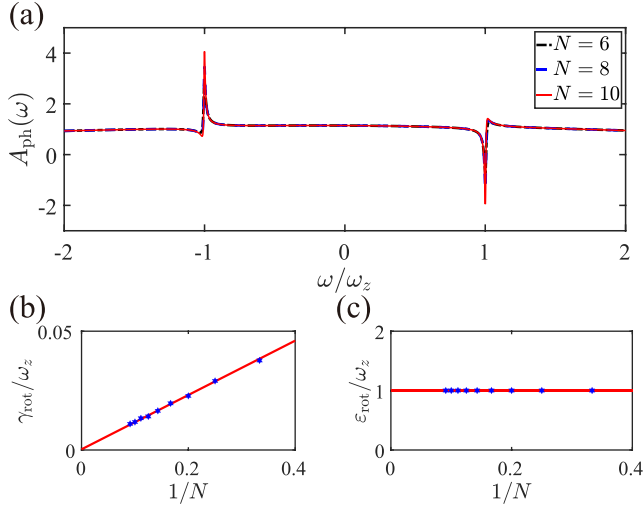 (a)
A_ph(ω)
4
2
0
-2
N = 6
N = 8
N = 10
-2 -1 0 1 2
ω/ω_z
(b)
γ_rot/ω_z
0.05
0
0 0.2 0.4
1/N
(c)
ε_rot/ω_z
2
1
0
0 0.2 0.4
1/N